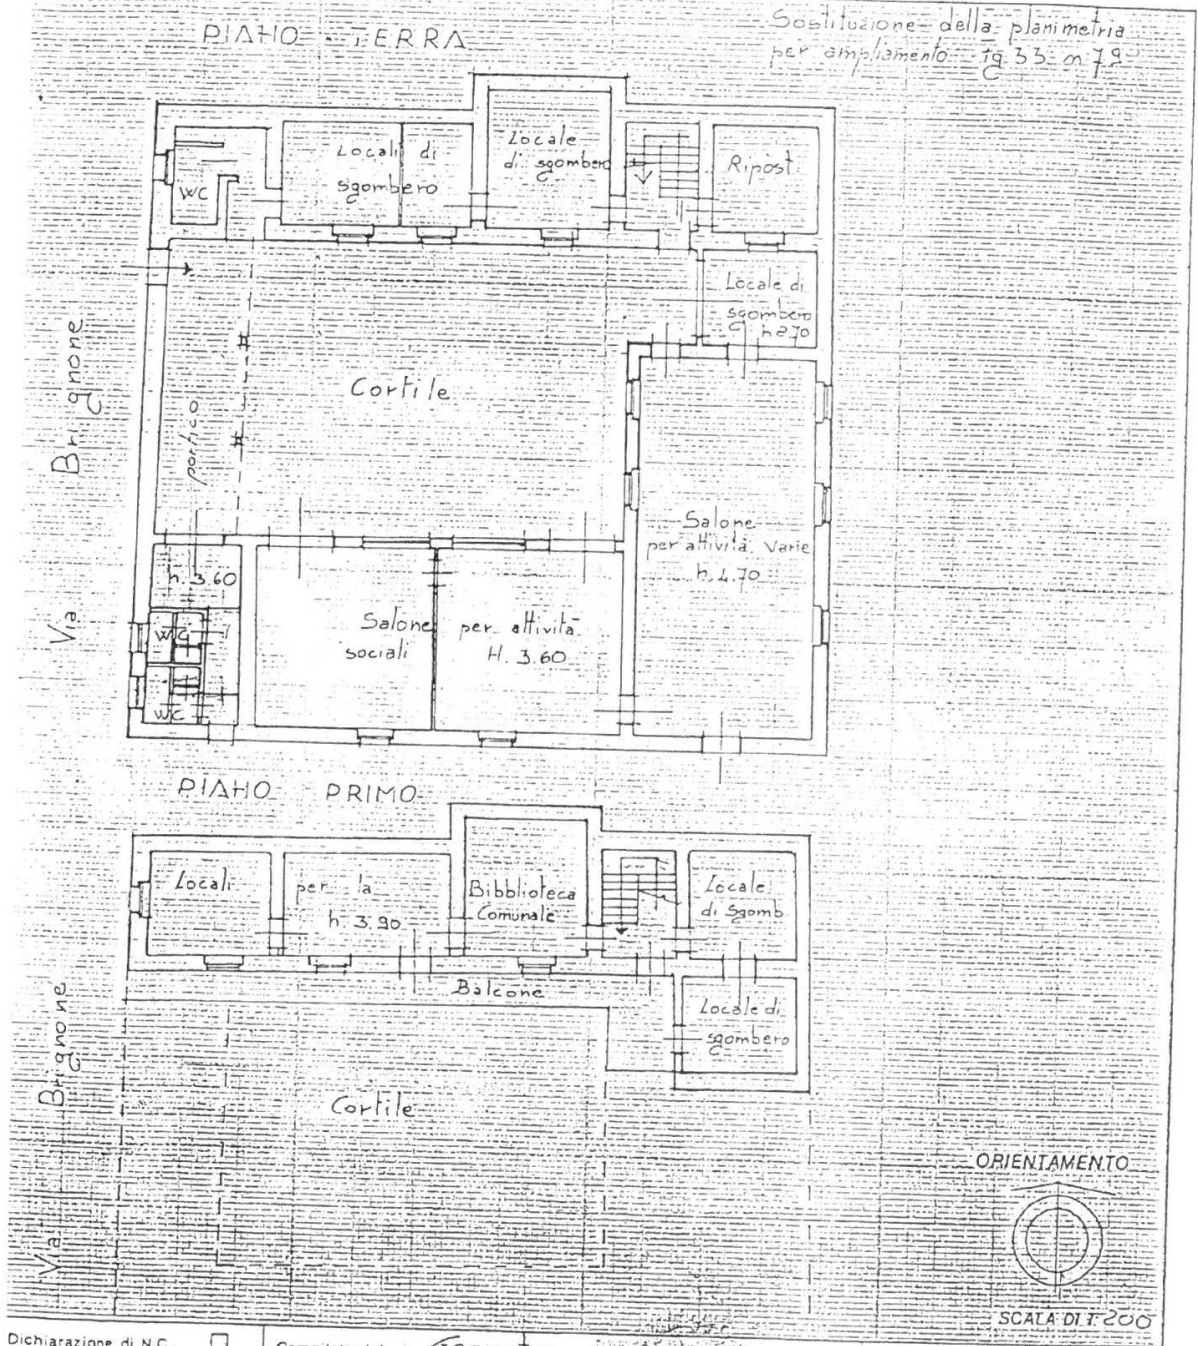 PIANO TERRA
Sostituzione della planimetria
per ampliamento fg 33 n 79
Locali di
sgombero
Locale
di sgombero
Ripost.
WC
Locale di
sgombero
h 2.70
Cortile
portico
Via Brignone
Salone
per attività varie
h. 4.70
h. 3.60
WC
WC
Salone per attività
sociali H. 3.60
PIANO PRIMO
Locali per la Bibblioteca
Comunale
h 3.90
Locale
di Sgomb
Balcone
Locale di
sgombero
Cortile
Via Brignone
ORIENTAMENTO
SCALA DI 1: 200
Dichiarazione di N.C.